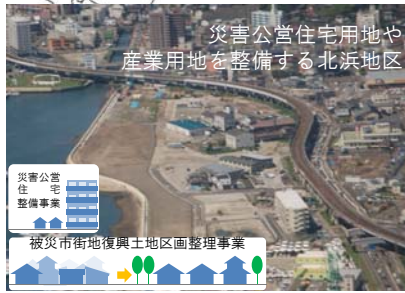 災害公営住宅用地や
産業用地を整備する北浜地区
災害公営
住宅
整備事業
被災市街地復興土地区画整理事業